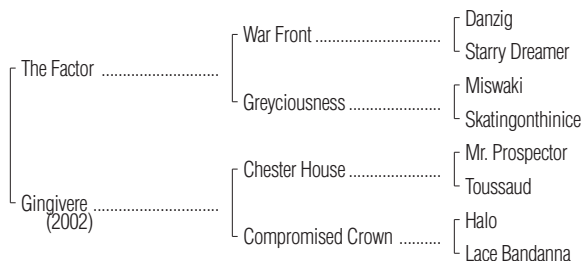 Danzig
War Front ....................................
Starry Dreamer
The Factor .................................
Miswaki
Greyciousness ..........................
Skatingonthinice
Mr. Prospector
Chester House ..........................
Toussaud
Gingivere ...................................
(2002)
Halo
Compromised Crown ..........
Lace Bandanna